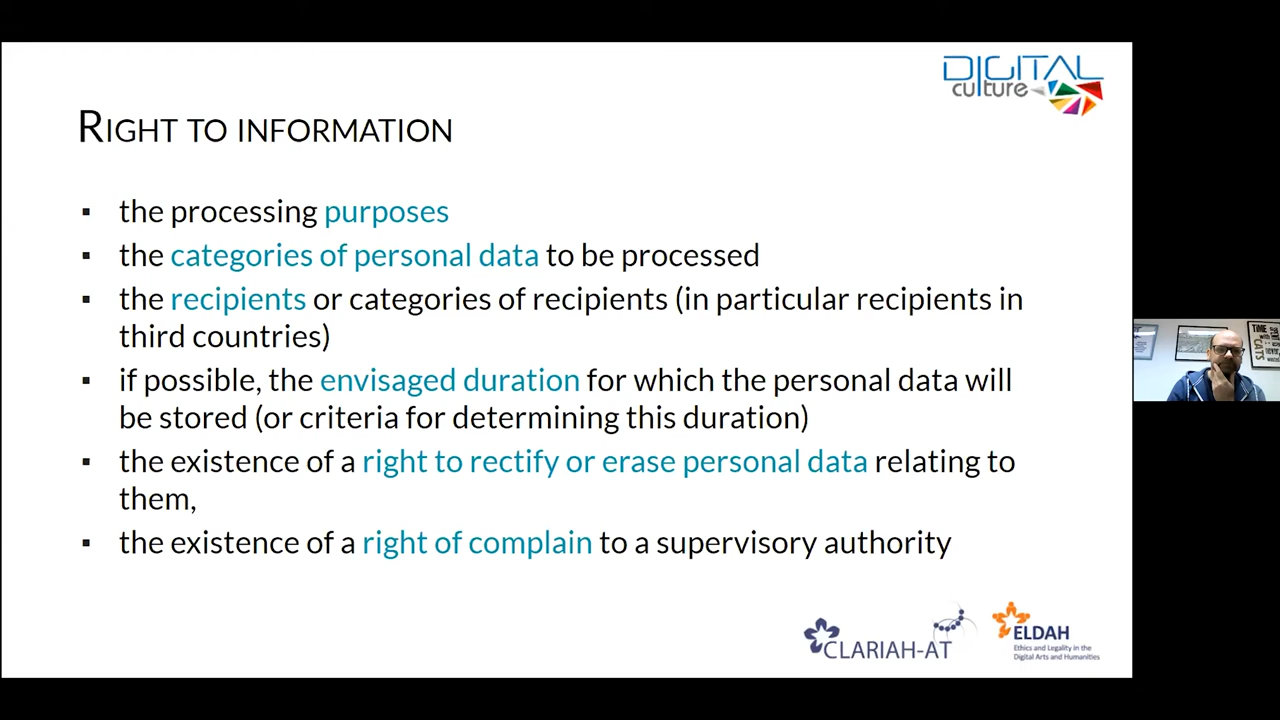 DIGITAL
culture
RIGHT TO INFORMATION
▪ the processing purposes
▪ the categories of personal data to be processed
▪ the recipients or categories of recipients (in particular recipients in
third countries)
▪ if possible, the envisaged duration for which the personal data will
be stored (or criteria for determining this duration)
▪ the existence of a right to rectify or erase personal data relating to
them,
▪ the existence of a right of complain to a supervisory authority
TIME
CATS
CLARIAH-AT
ELDAH
Ethics and Legality in the
Digital Arts and Humanities